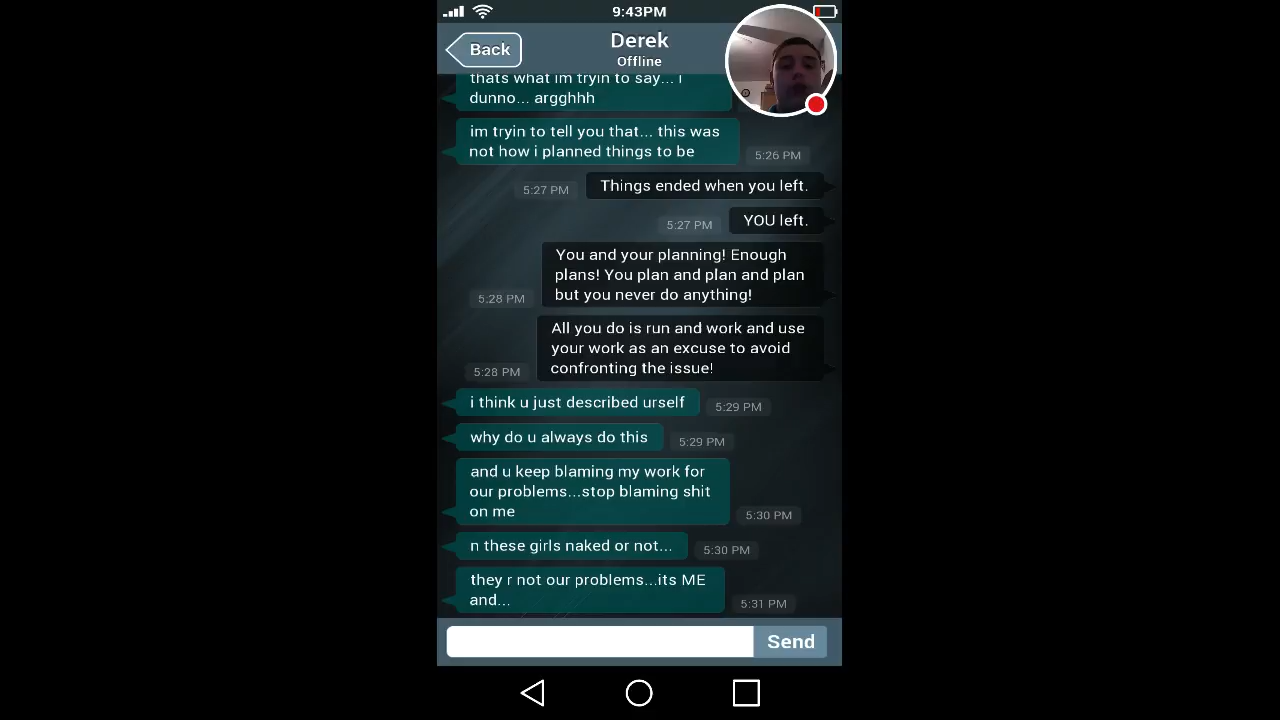 9:43PM
Back
Derek
Offline
thats what im tryin to say... i
dunno... argghhh
im tryin to tell you that... this was
not how i planned things to be
5:26 PM
Things ended when you left.
5:27 PM
YOU left.
5:27 PM
You and your planning! Enough
plans! You plan and plan and plan
but you never do anything!
5:28 PM
All you do is run and work and use
your work as an excuse to avoid
confronting the issue!
5:28 PM
i think u just described urself
5:29 PM
why do u always do this
5:29 PM
and u keep blaming my work for
our problems...stop blaming shit
on me
5:30 PM
n these girls naked or not...
5:30 PM
they r not our problems...its ME
and...
5:31 PM
Send